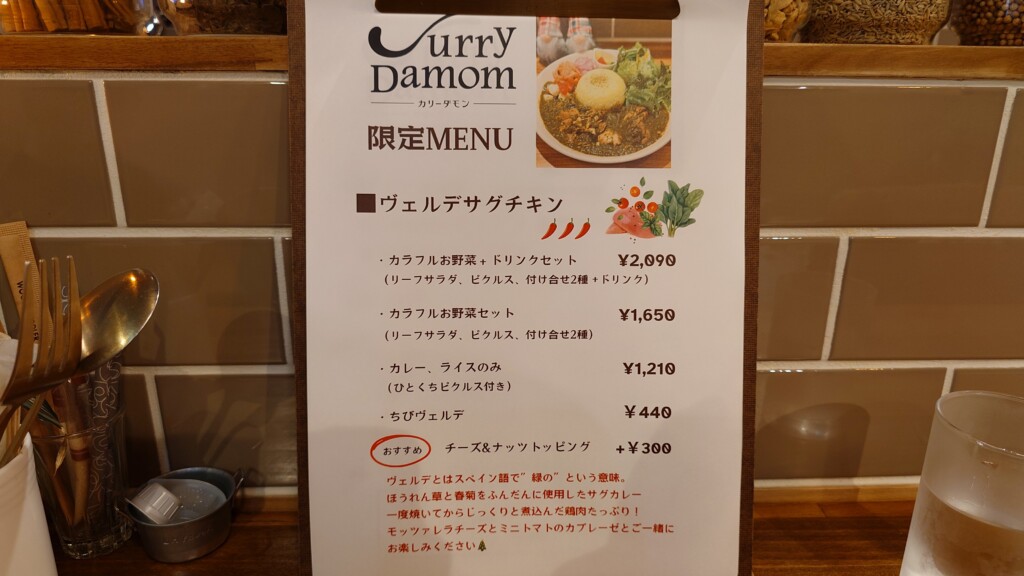 Curry
Damom
カリーダモン
限定MENU
■ヴェルデサグチキン
・カラフルお野菜+ドリンクセット ¥2,090
(リーフサラダ、ピクルス、付け合せ2種+ドリンク)
・カラフルお野菜セット ¥1,650
(リーフサラダ、ピクルス、付け合せ2種)
・カレー、ライスのみ ¥1,210
(ひとくちピクルス付き)
・ちびヴェルデ ¥440
おすすめ チーズ&ナッツトッピング +¥300
ヴェルデとはスペイン語で"緑の"という意味。
ほうれん草と春菊をふんだんに使用したサグカレー
一度焼いてからじっくりと煮込んだ鶏肉たっぷり!
モッツァレラチーズとミニトマトのカプレーゼとご一緒に
お楽しみください🌲